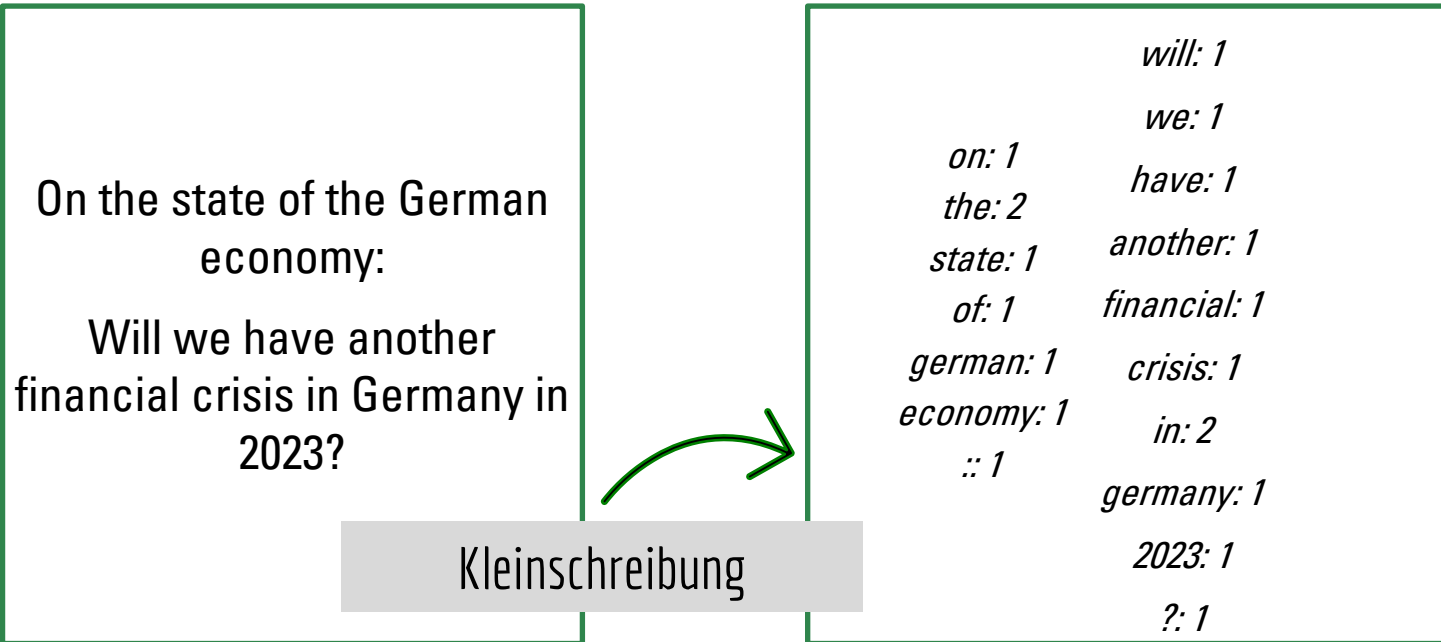 On the state of the German
economy:
Will we have another
financial crisis in Germany in
2023?
Kleinschreibung
on: 1
the: 2
state: 1
of: 1
german: 1
economy: 1
:: 1
will: 1
we: 1
have: 1
another: 1
financial: 1
crisis: 1
in: 2
germany: 1
2023: 1
?: 1